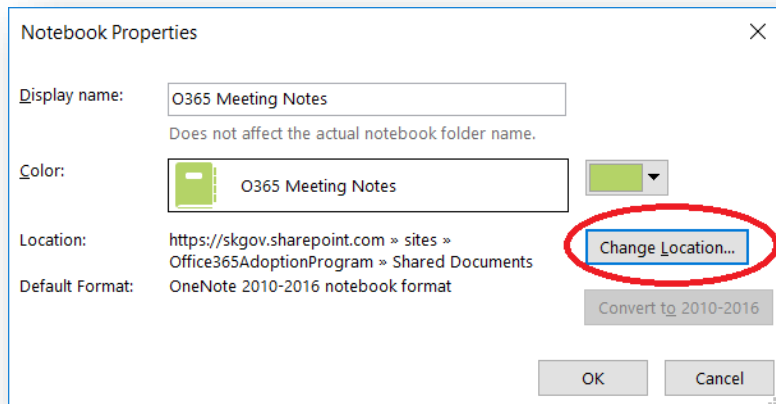 Notebook Properties
Display name:
O365 Meeting Notes
Does not affect the actual notebook folder name.
Color:
O365 Meeting Notes
Location:
https://skgov.sharepoint.com » sites »
Office365AdoptionProgram » Shared Documents
Change Location...
Default Format:
OneNote 2010-2016 notebook format
Convert to 2010-2016
OK
Cancel